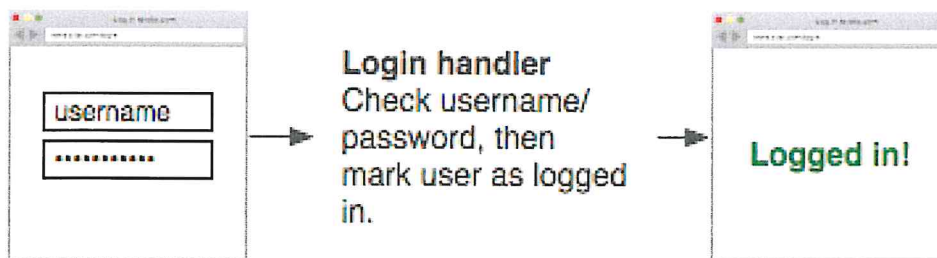 username
***********
Login handler
Check username/
password, then
mark user as logged
in.
Logged in!